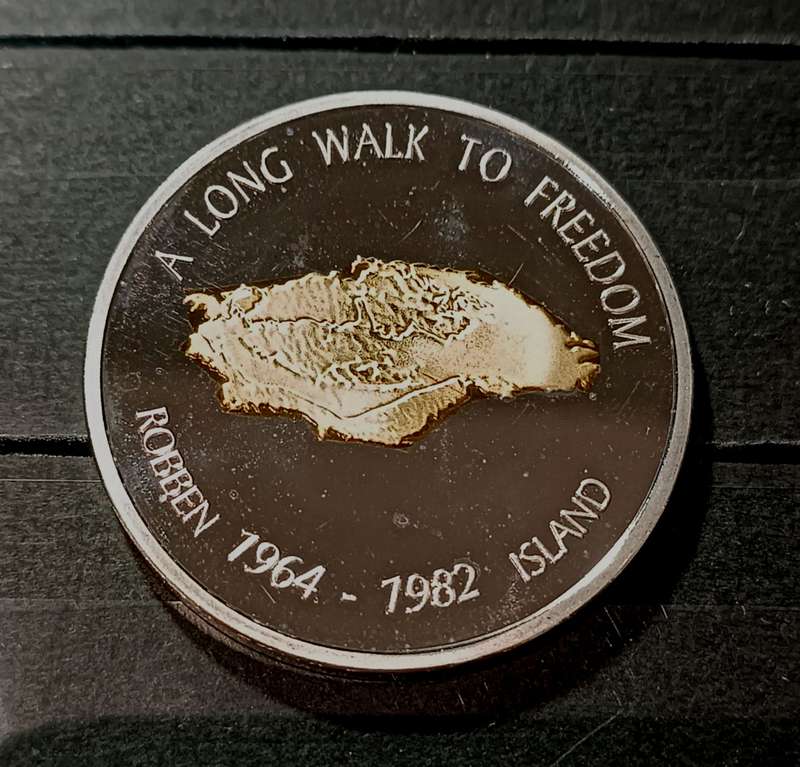 A LONG WALK TO FREEDOM
ROBBEN 1964 - 1982 ISLAND